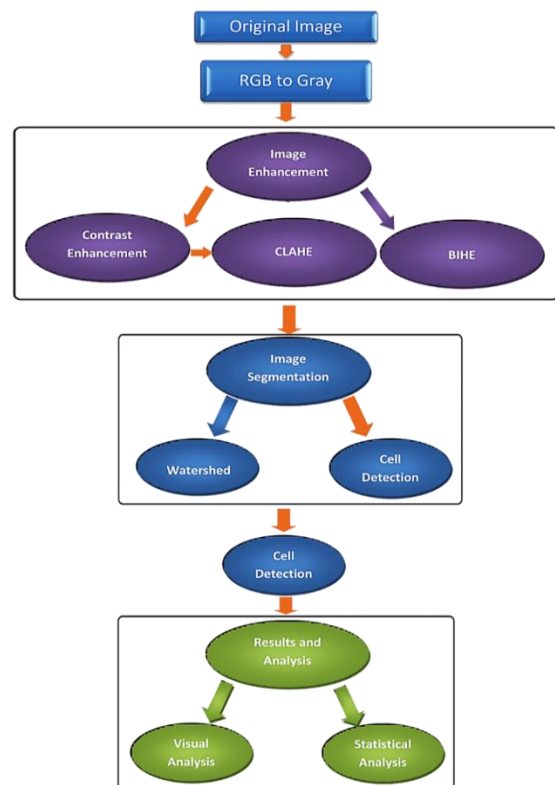 Original Image
RGB to Gray
Image
Enhancement
Contrast
Enhancement
CLAHE
BIHE
Image
Segmentation
Watershed
Cell
Detection
Cell
Detection
Results and
Analysis
Visual
Analysis
Statistical
Analysis